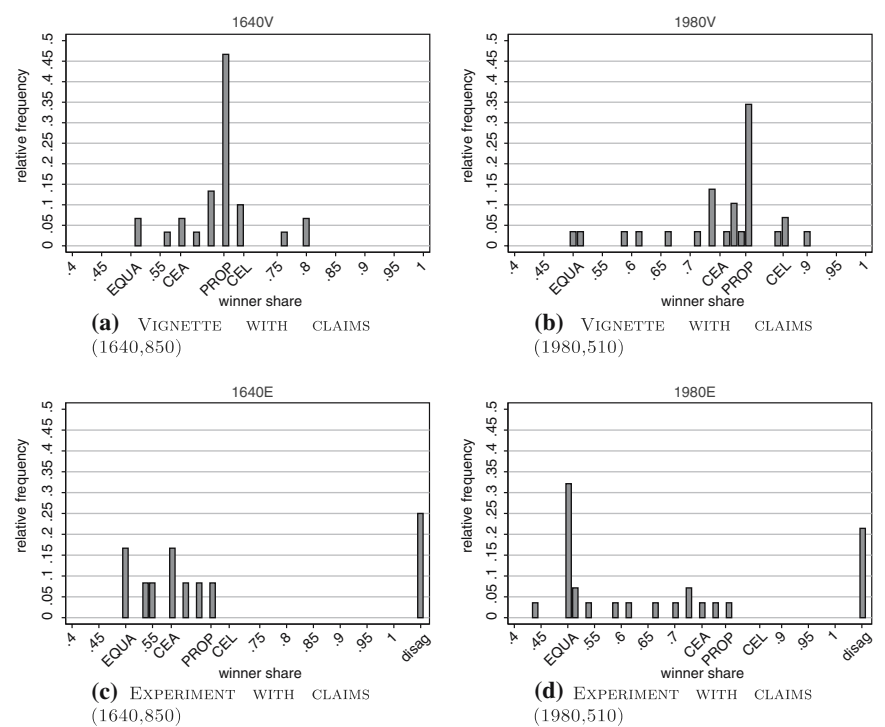 1640V
relative frequency
0 .05 .1 .15 .2 .25 .3 .35 .4 .45 .5
.4 .45 EQUA .55 CEA PROP CEL .75 .8 .85 .9 .95 1
winner share
(a) VIGNETTE WITH CLAIMS
(1640,850)
1980V
relative frequency
0 .05 .1 .15 .2 .25 .3 .35 .4 .45 .5
.4 .45 EQUA .55 .6 .65 .7 CEA PROP CEL .9 .95 1
winner share
(b) VIGNETTE WITH CLAIMS
(1980,510)
1640E
relative frequency
0 .05 .1 .15 .2 .25 .3 .35 .4 .45 .5
.4 .45 EQUA .55 CEA PROP CEL .75 .8 .85 .9 .95 1 disag
winner share
(c) EXPERIMENT WITH CLAIMS
(1640,850)
1980E
relative frequency
0 .05 .1 .15 .2 .25 .3 .35 .4 .45 .5
.4 .45 EQUA .55 .6 .65 .7 CEA PROP CEL .9 .95 1 disag
winner share
(d) EXPERIMENT WITH CLAIMS
(1980,510)